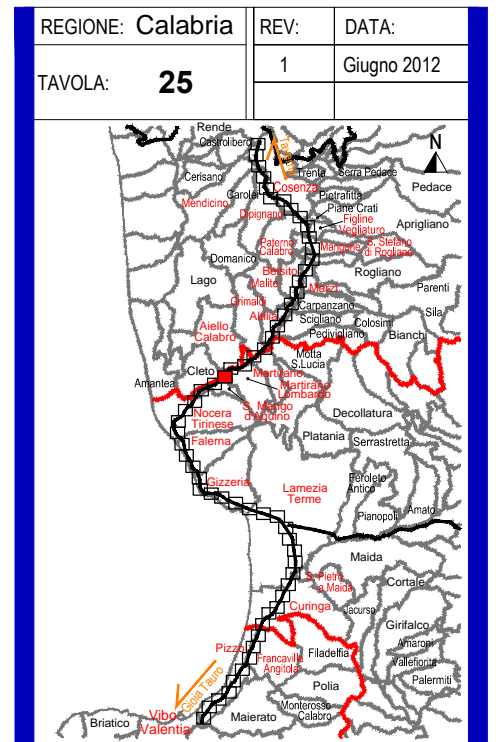 REGIONE: Calabria
REV:
DATA:
TAVOLA: 25
1
Giugno 2012
Rende
Castrolibero
N
Cerisano
Trenta
Serra Pedace
Cosenza
Pedace
Mendicino
Carolei
Pietrafitta
Dipignano
Piane Crati
Figline
Vegliaturo
Aprigliano
Paterno
Calabro
Mangone
S. Stefano
di Rogliano
Domanico
Belsito
Rogliano
Lago
Malito
Marzi
Parenti
Grimaldi
Carpanzano
Sila
Altilia
Scigliano
Colosimi
Aiello
Calabro
Pedivigliano
Bianchi
Motta
S.Lucia
Cleto
Martirano
Amantea
Martirano
Lombardo
S. Mango
d'Aquino
Nocera
Tirinese
Decollatura
Falerna
Platania
Serrastretta
Gizzeria
Lamezia
Terme
Feroleto
Antico
Pianopoli
Amato
Maida
S. Pietro
a Maida
Cortale
Curinga
Jacurso
Girifalco
Pizzo
Francavilla
Angitola
Filadelfia
Amaroni
Vallefiorita
Gioia Tauro
Polia
Palermiti
Vibo
Valentia
Briatico
Maierato
Monterosso
Calabro